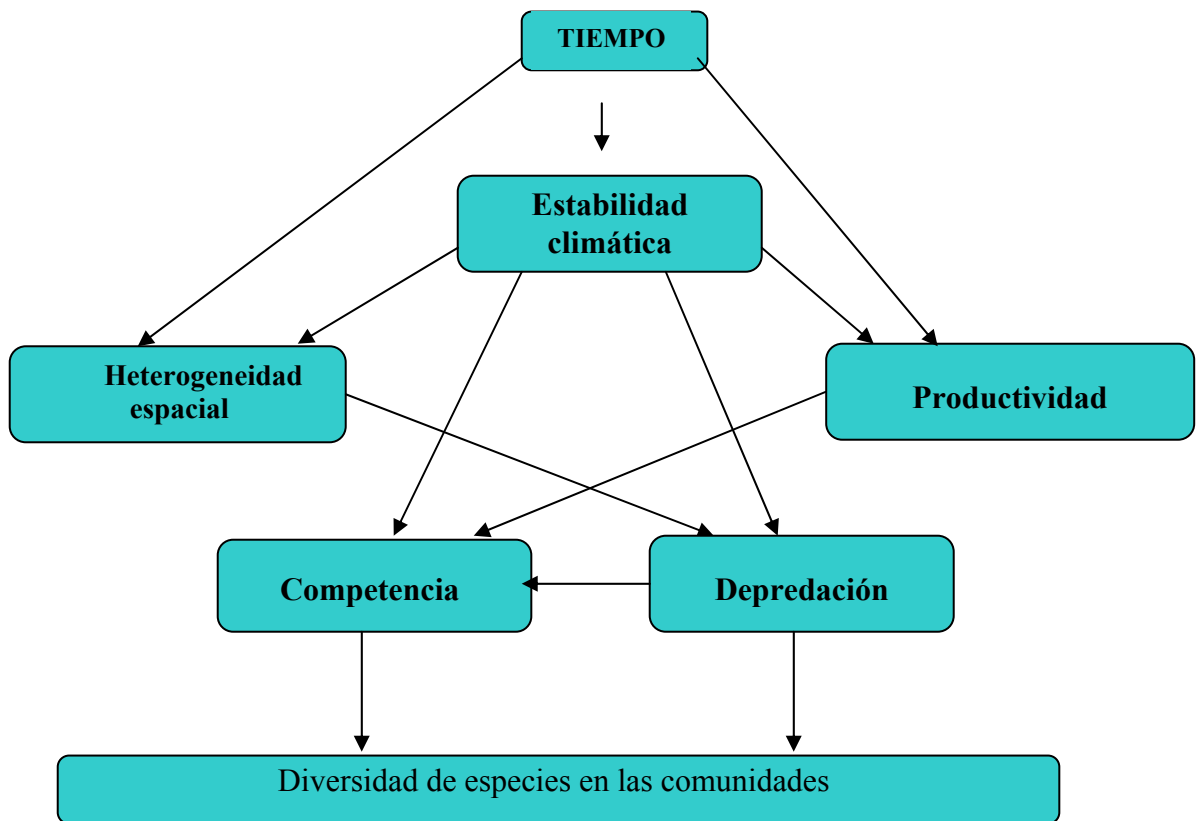 TIEMPO
Estabilidad
climática
Heterogeneidad
espacial
Productividad
Competencia
Depredación
Diversidad de especies en las comunidades